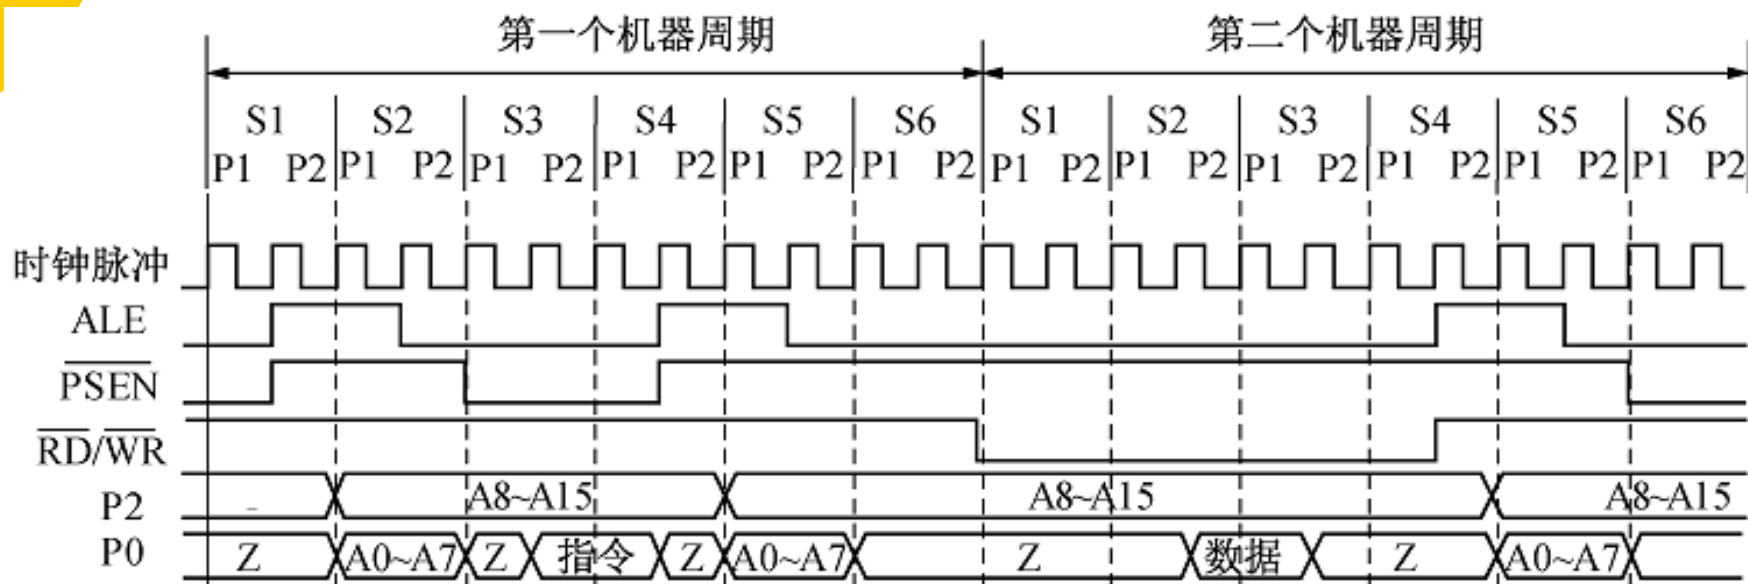 第一个机器周期 第二个机器周期
S1 S2 S3 S4 S5 S6 S1 S2 S3 S4 S5 S6
P1 P2 P1 P2 P1 P2 P1 P2 P1 P2 P1 P2 P1 P2 P1 P2 P1 P2 P1 P2 P1 P2 P1 P2
时钟脉冲
ALE
PSEN
RD/WR
P2 A8~A15 A8~A15 A8~A15
P0 Z A0~A7 Z 指令 Z A0~A7 Z 数据 Z A0~A7